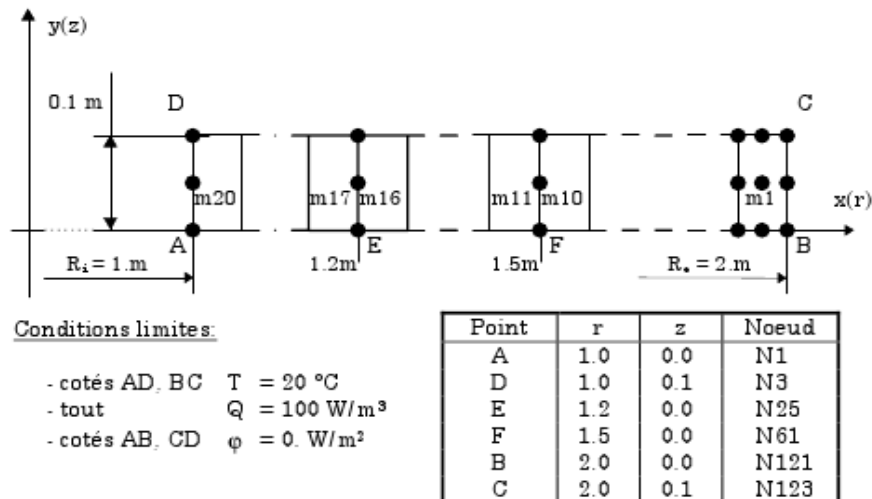 y(z)
0.1 m
D
C
m20
m17
m16
m11
m10
m1
x(r)
A
E
F
B
R_i = 1.m
1.2m
1.5m
R_e = 2.m
Conditions limites:
- cotés AD, BC T = 20 °C
- tout Q = 100 W/m³
- cotés AB, CD φ = 0. W/m²
Point r z Noeud
A 1.0 0.0 N1
D 1.0 0.1 N3
E 1.2 0.0 N25
F 1.5 0.0 N61
B 2.0 0.0 N121
C 2.0 0.1 N123